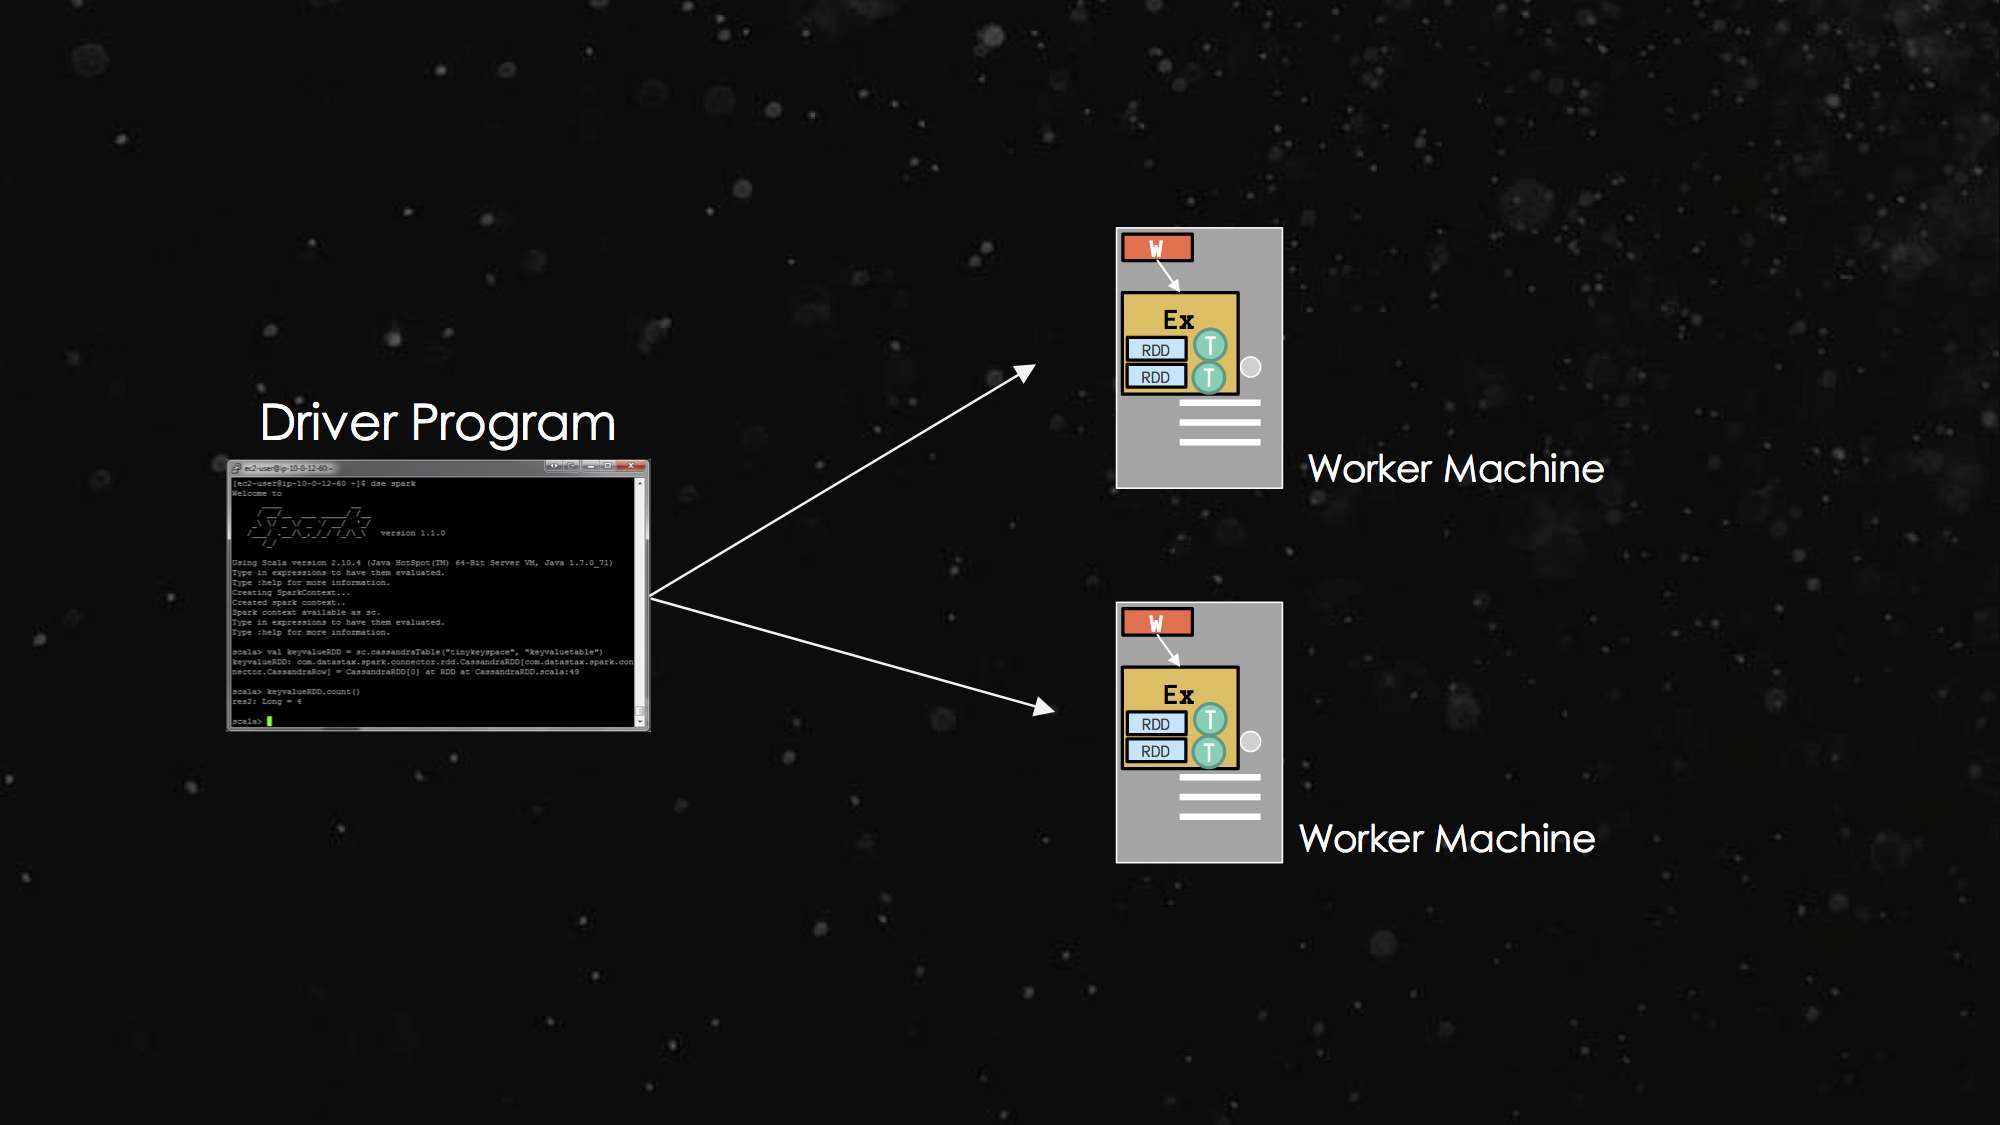 Driver Program
ec2-user@ip-10-0-12-60:~
[ec2-user@ip-10-0-12-60 ~]$ dse spark
Welcome to
version 1.1.0
Using Scala version 2.10.4 (Java HotSpot(TM) 64-Bit Server VM, Java 1.7.0_71)
Type in expressions to have them evaluated.
Type :help for more information.
Creating SparkContext...
Created spark context..
Spark context available as sc.
Type in expressions to have them evaluated.
Type :help for more information.
scala> val keyvalueRDD = sc.cassandraTable("tinykeyspace", "keyvaluetable")
keyvalueRDD: com.datastax.spark.connector.rdd.CassandraRDD[com.datastax.spark.con
nector.CassandraRow] = CassandraRDD[0] at RDD at CassandraRDD.scala:49
scala> keyvalueRDD.count()
res2: Long = 4
scala>
W
Ex
RDD T
RDD T
Worker Machine
W
Ex
RDD T
RDD T
Worker Machine